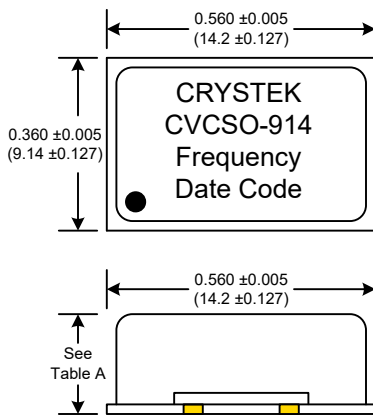 0.560 ±0.005
(14.2 ±0.127)
0.360 ±0.005
(9.14 ±0.127)
CRYSTEK
CVCSO-914
Frequency
Date Code
0.560 ±0.005
(14.2 ±0.127)
See
Table A